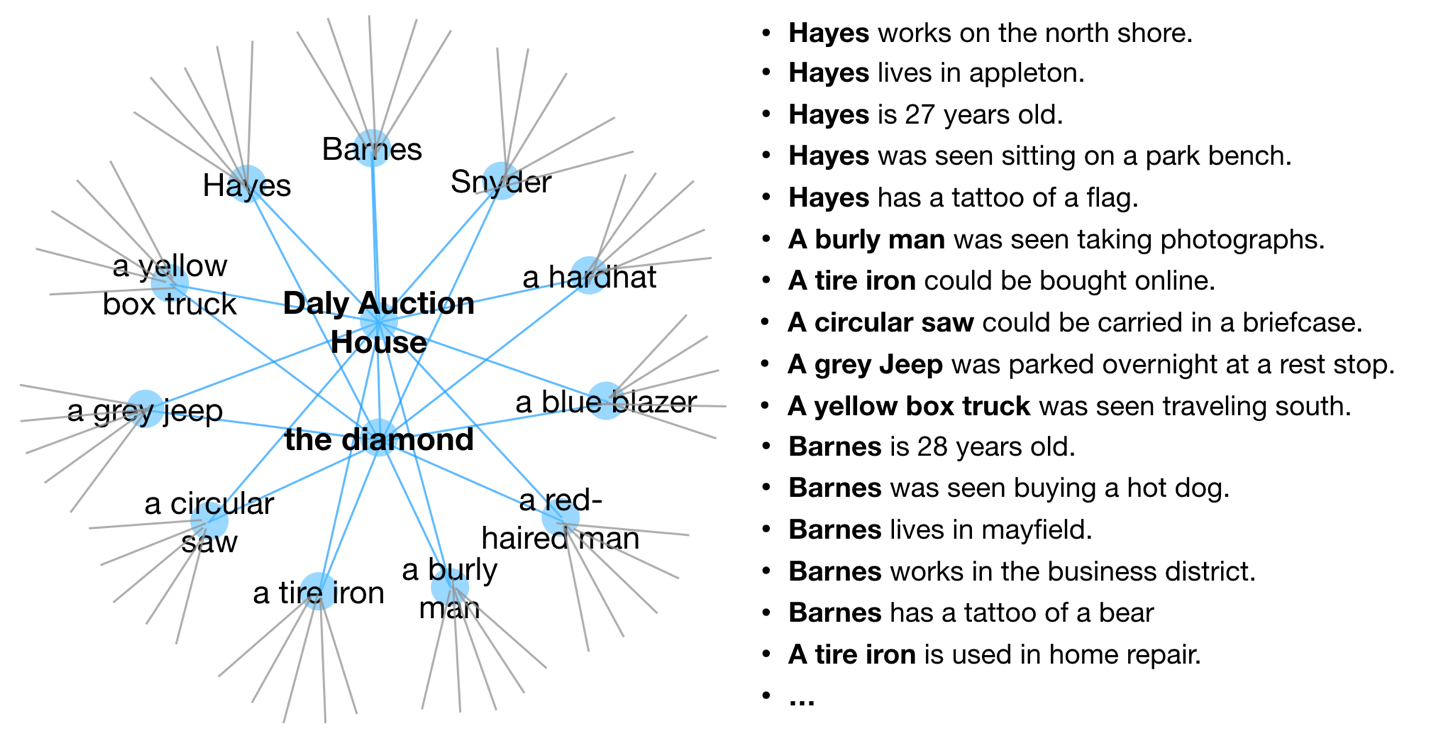 Barnes
Hayes
Snyder
a yellow
box truck
Daly Auction
House
a hardhat
a grey jeep
the diamond
a blue blazer
a circular
saw
a red-
haired man
a tire iron
a burly
man
• Hayes works on the north shore.
• Hayes lives in appleton.
• Hayes is 27 years old.
• Hayes was seen sitting on a park bench.
• Hayes has a tattoo of a flag.
• A burly man was seen taking photographs.
• A tire iron could be bought online.
• A circular saw could be carried in a briefcase.
• A grey Jeep was parked overnight at a rest stop.
• A yellow box truck was seen traveling south.
• Barnes is 28 years old.
• Barnes was seen buying a hot dog.
• Barnes lives in mayfield.
• Barnes works in the business district.
• Barnes has a tattoo of a bear
• A tire iron is used in home repair.
• ...